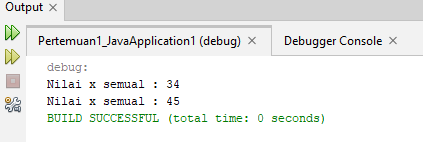 Output
Pertemuan1_JavaApplication1 (debug)
Debugger Console
debug:
Nilai x semual : 34
Nilai x semual : 45
BUILD SUCCESSFUL (total time: 0 seconds)